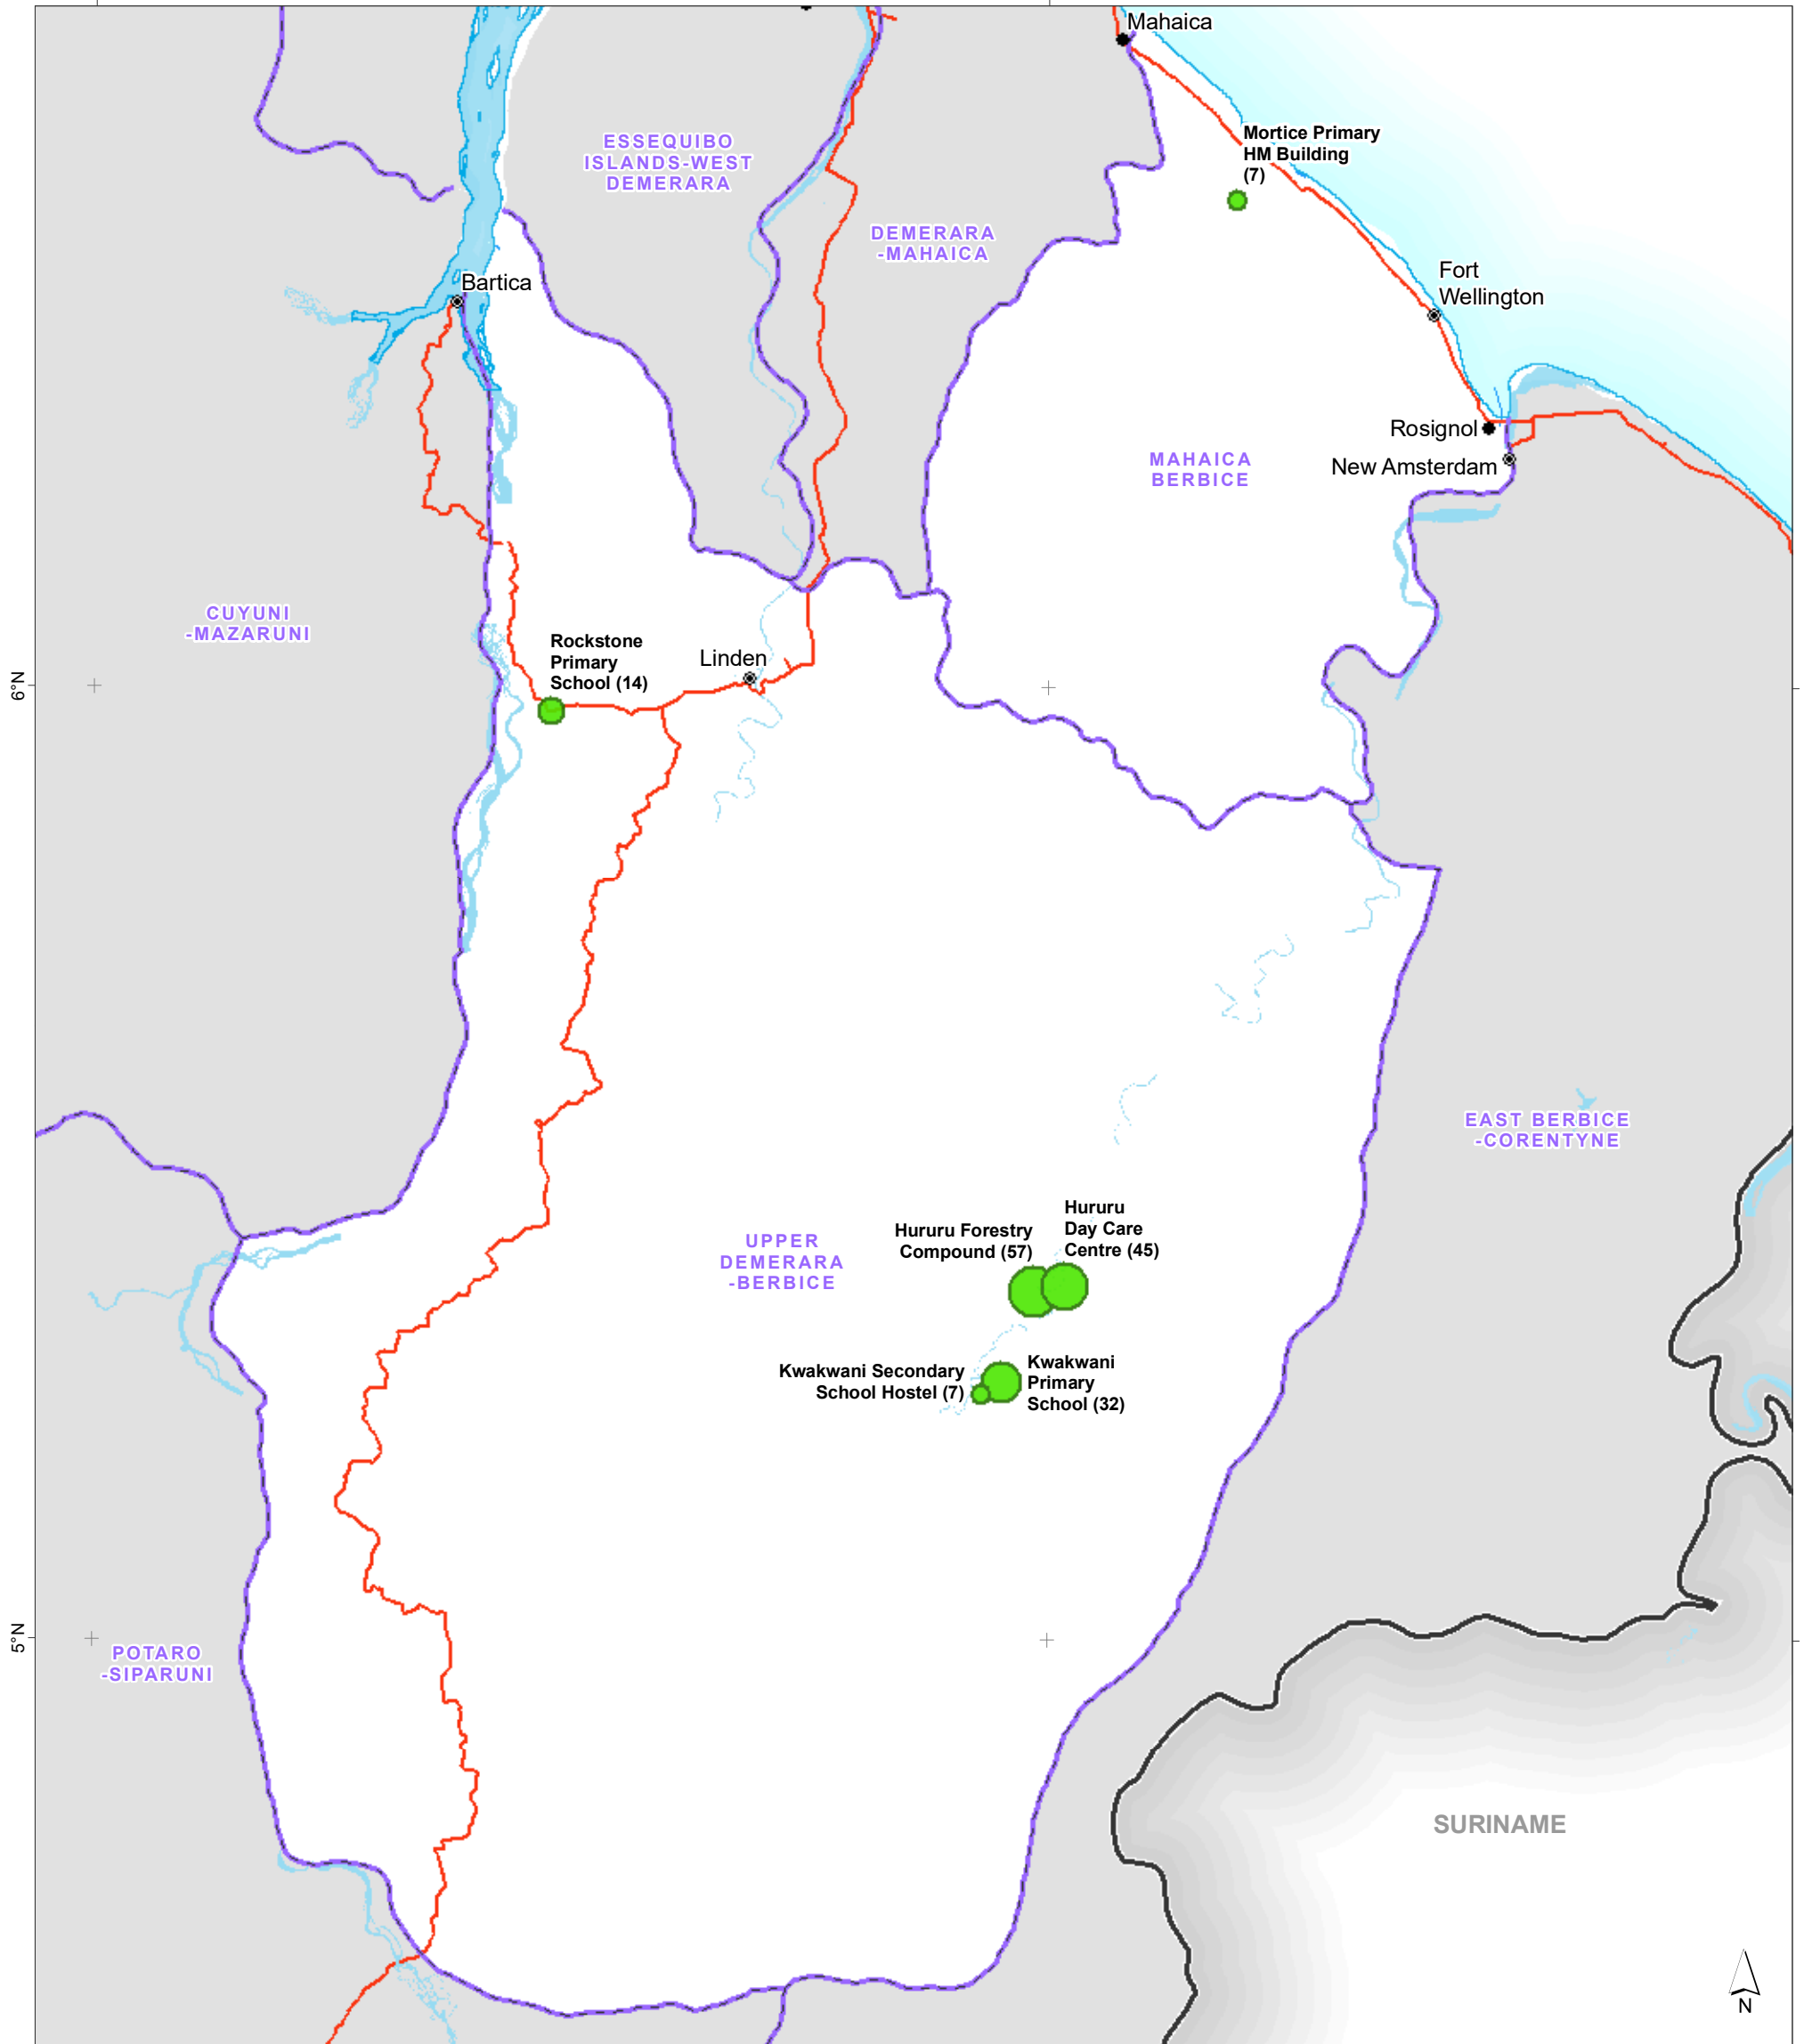 Mahaica
Mortice Primary
HM Building
(7)
ESSEQUIBO
ISLANDS-WEST
DEMERARA
DEMERARA
-MAHAICA
Bartica
Fort
Wellington
Rosignol
New Amsterdam
MAHAICA
BERBICE
CUYUNI
-MAZARUNI
Rockstone
Primary
School (14)
Linden
6°N
EAST BERBICE
-CORENTYNE
Hururu Forestry
Compound (57)
Hururu
Day Care
Centre (45)
UPPER
DEMERARA
-BERBICE
Kwakwani Secondary
School Hostel (7)
Kwakwani
Primary
School (32)
5°N
POTARO
-SIPARUNI
SURINAME
N